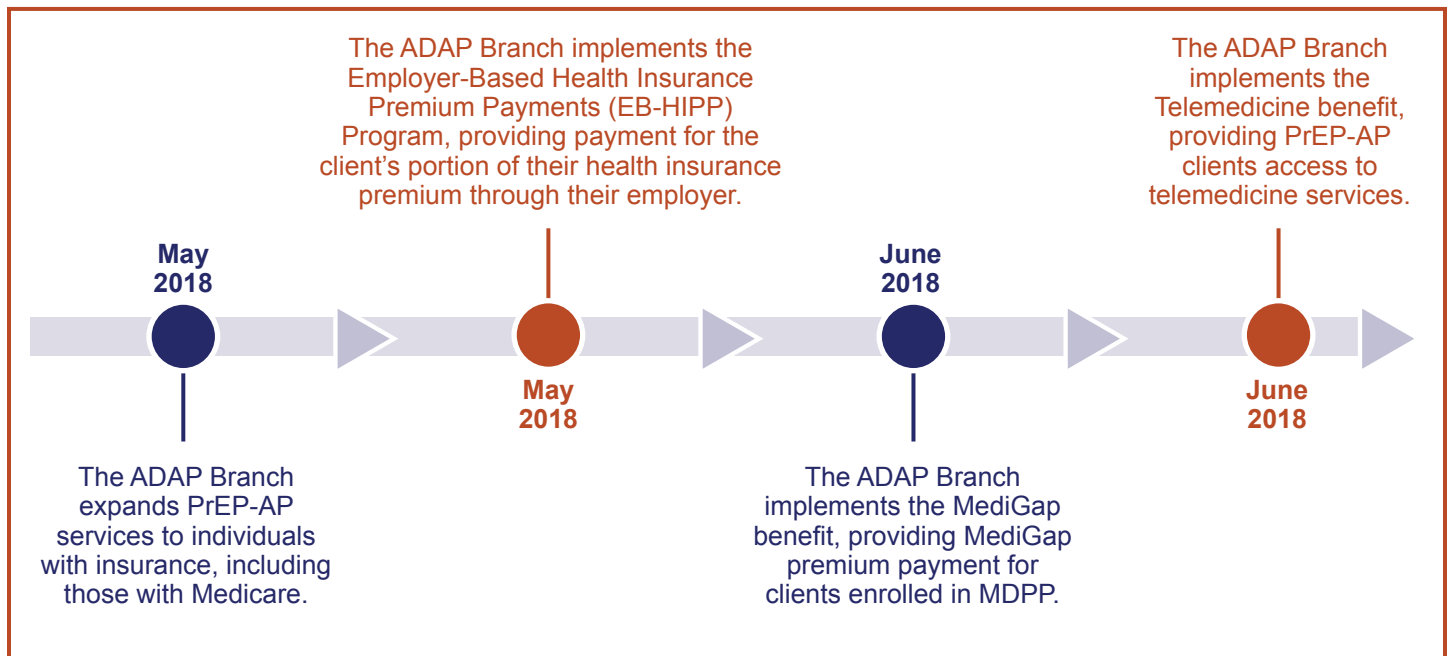 May
2018
The ADAP Branch
expands PrEP-AP
services to individuals
with insurance, including
those with Medicare.
The ADAP Branch implements the
Employer-Based Health Insurance
Premium Payments (EB-HIPP)
Program, providing payment for the
client’s portion of their health insurance
premium through their employer.
May
2018
June
2018
The ADAP Branch
implements the MediGap
benefit, providing MediGap
premium payment for
clients enrolled in MDPP.
The ADAP Branch
implements the
Telemedicine benefit,
providing PrEP-AP
clients access to
telemedicine services.
June
2018